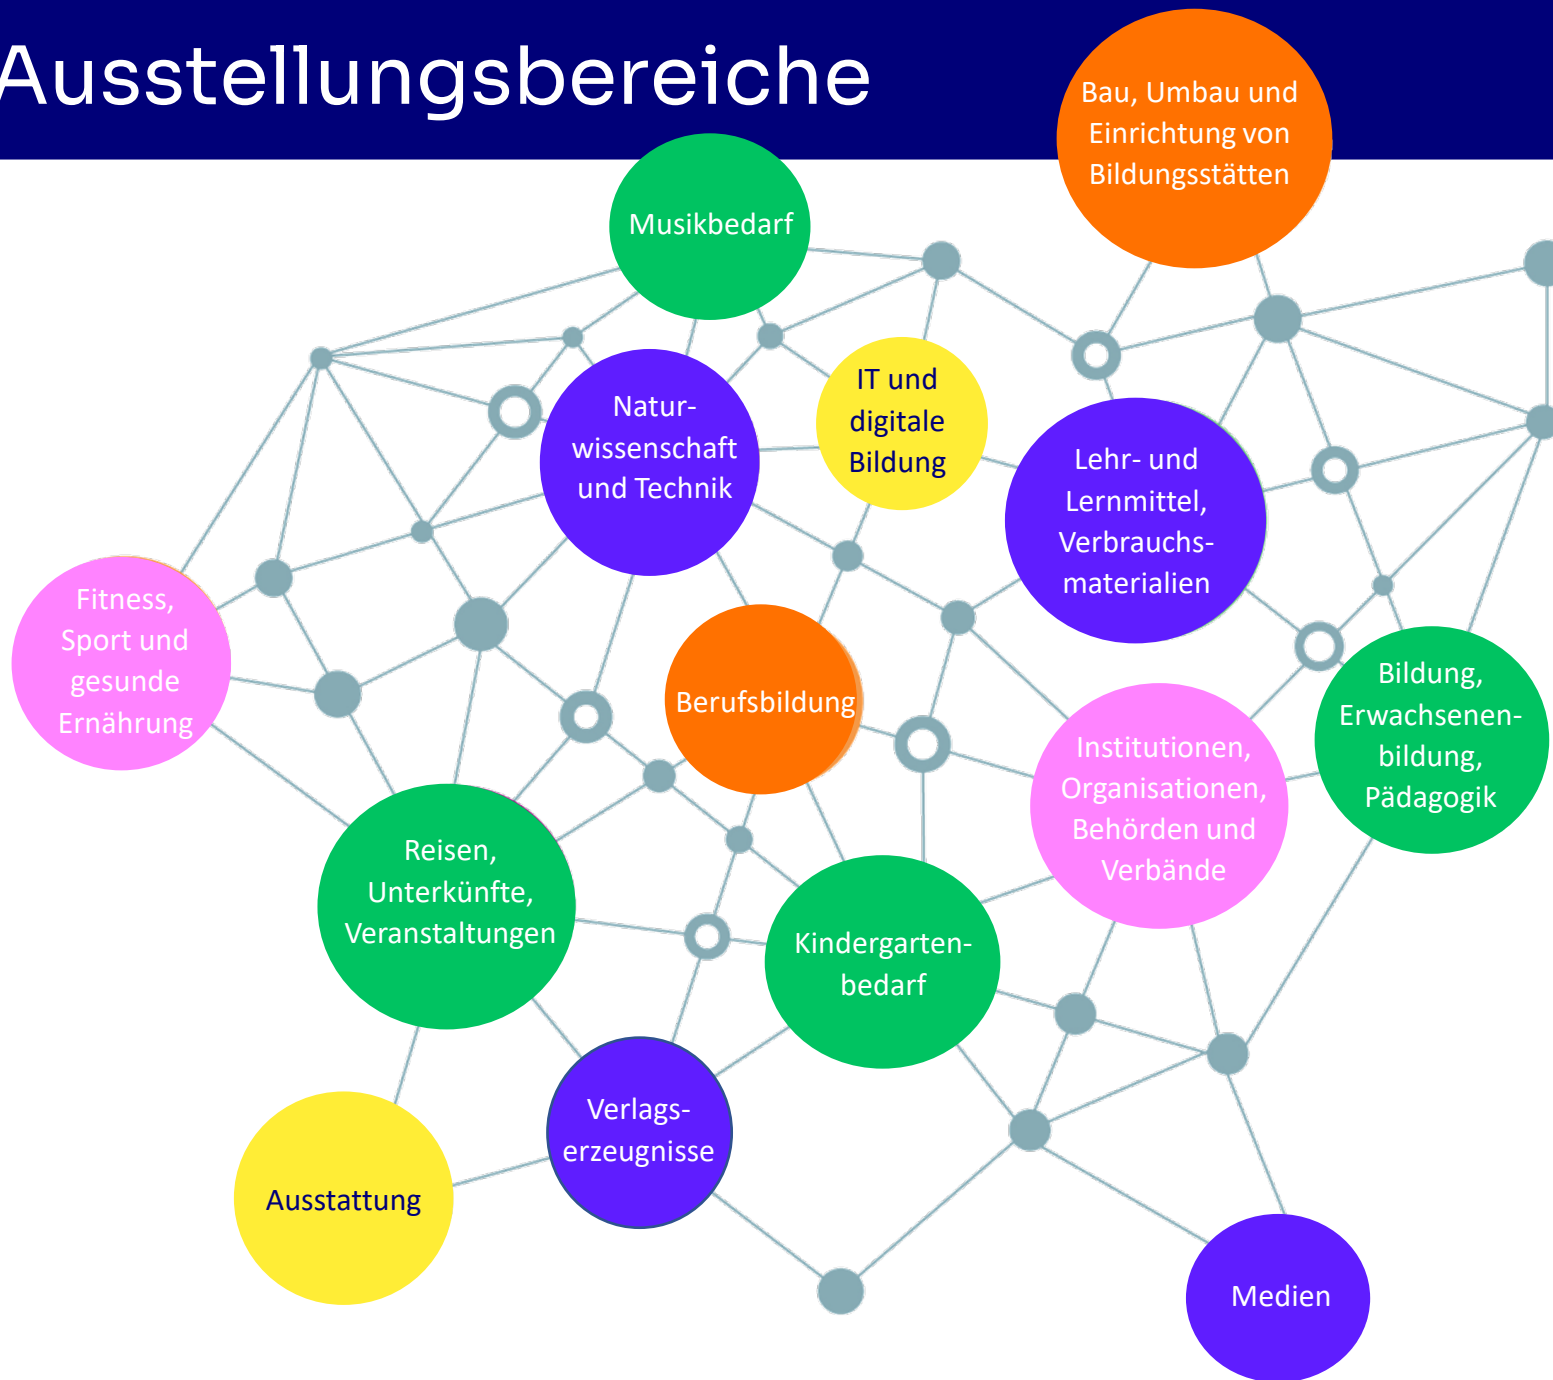 Ausstellungsbereiche
Bau, Umbau und
Einrichtung von
Bildungsstätten
Musikbedarf
IT und
digitale
Bildung
Natur-
wissenschaft
und Technik
Lehr- und
Lernmittel,
Verbrauchs-
materialien
Fitness,
Sport und
gesunde
Ernährung
Berufsbildung
Bildung,
Erwachsenen-
bildung,
Pädagogik
Institutionen,
Organisationen,
Behörden und
Verbände
Reisen,
Unterkünfte,
Veranstaltungen
Kindergarten-
bedarf
Verlags-
erzeugnisse
Ausstattung
Medien